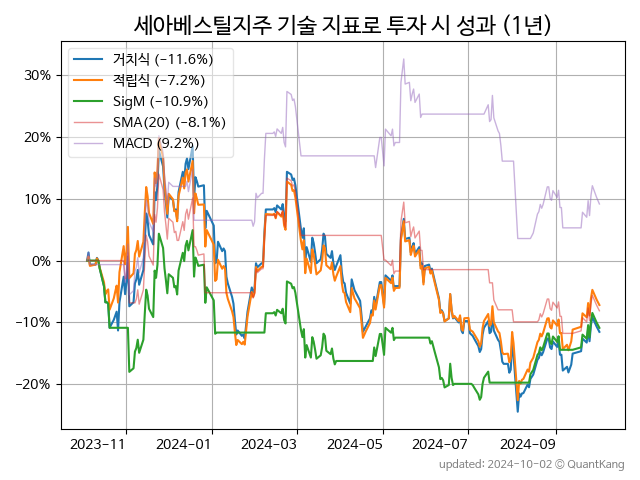 세아베스틸지주 기술 지표로 투자 시 성과 (1년)
거치식 (−11.6%)
적립식 (−7.2%)
SigM (−10.9%)
SMA(20) (−8.1%)
MACD (9.2%)
30%
20%
10%
0%
−10%
−20%
2023−11
2024−01
2024−03
2024−05
2024−07
2024−09
updated: 2024-10-02 © QuantKang